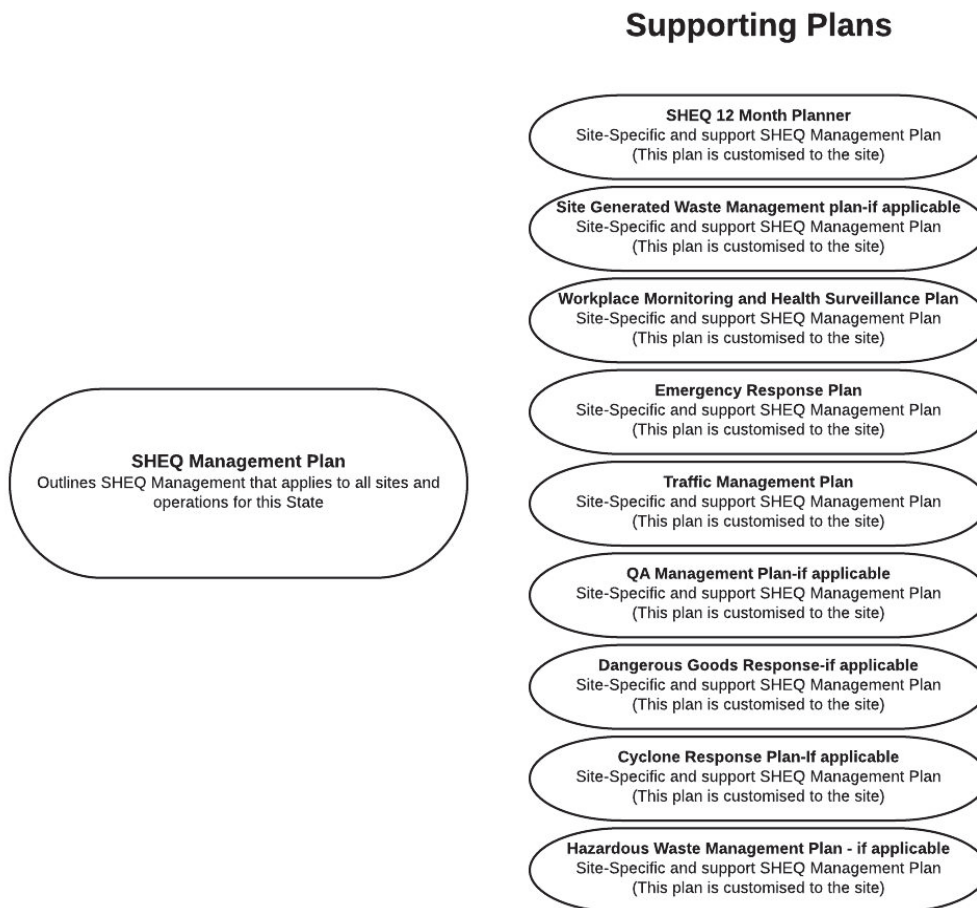 Supporting Plans
SHEQ 12 Month Planner
Site-Specific and support SHEQ Management Plan
(This plan is customised to the site)
Site Generated Waste Management plan-if applicable
Site-Specific and support SHEQ Management Plan
(This plan is customised to the site)
Workplace Mornitoring and Health Surveillance Plan
Site-Specific and support SHEQ Management Plan
(This plan is customised to the site)
Emergency Response Plan
Site-Specific and support SHEQ Management Plan
(This plan is customised to the site)
SHEQ Management Plan
Outlines SHEQ Management that applies to all sites and
operations for this State
Traffic Management Plan
Site-Specific and support SHEQ Management Plan
(This plan is customised to the site)
QA Management Plan-if applicable
Site-Specific and support SHEQ Management Plan
(This plan is customised to the site)
Dangerous Goods Response-if applicable
Site-Specific and support SHEQ Management Plan
(This plan is customised to the site)
Cyclone Response Plan-If applicable
Site-Specific and support SHEQ Management Plan
(This plan is customised to the site)
Hazardous Waste Management Plan - if applicable
Site-Specific and support SHEQ Management Plan
(This plan is customised to the site)